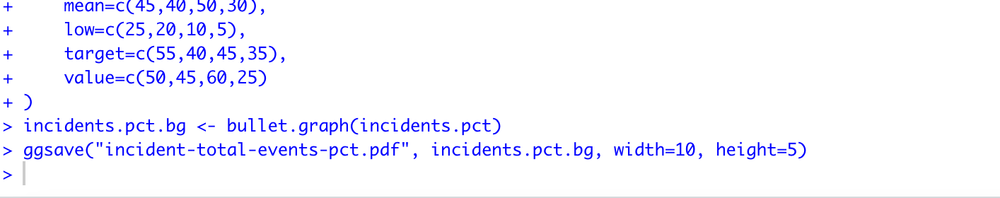 +     mean=c(45,40,50,30),
+     low=c(25,20,10,5),
+     target=c(55,40,45,35),
+     value=c(50,45,60,25)
+ )
> incidents.pct.bg <- bullet.graph(incidents.pct)
> ggsave("incident-total-events-pct.pdf", incidents.pct.bg, width=10, height=5)
>